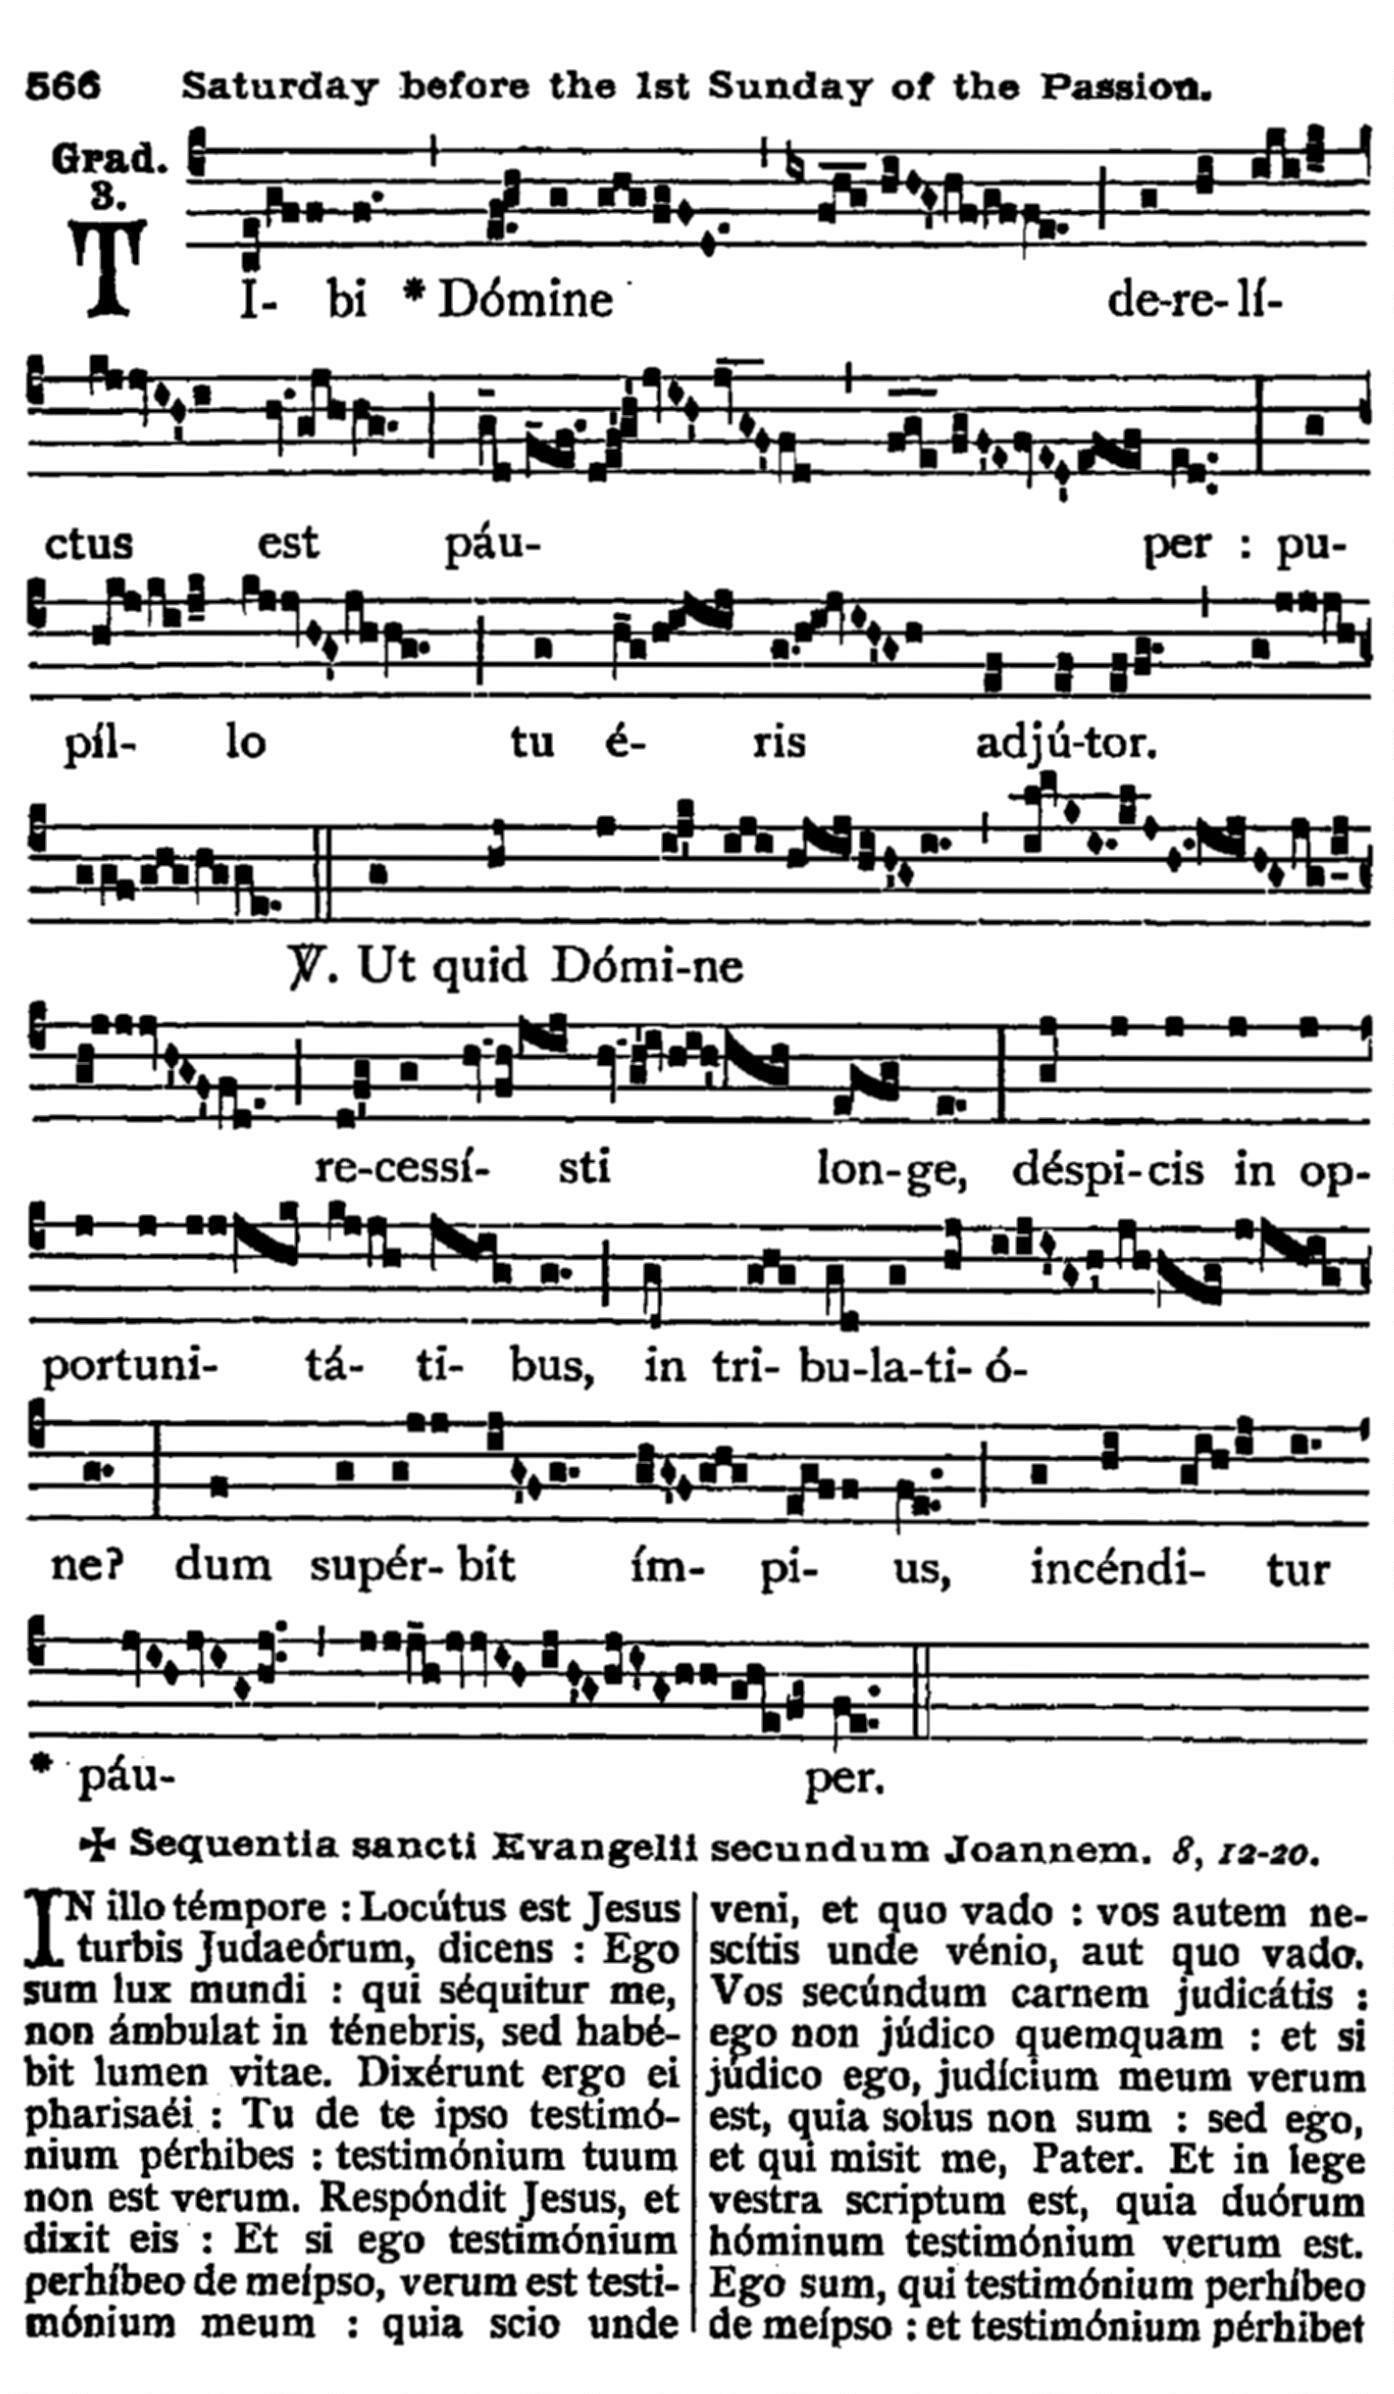 566 Saturday before the 1st Sunday of the Passion.
Grad.
3.
TI- bi * Dómine de-re-lí-
ctus est páu- per : pu-
píl- lo tu é- ris adjú-tor.
℣. Ut quid Dómi-ne
re-cessí- sti lon-ge, déspi-cis in op-
portuni- tá- ti- bus, in tri- bu-la-ti- ó-
ne? dum supér- bit ím- pi- us, incéndi- tur
* páu- per.
✠ Sequentia sancti Evangelii secundum Joannem. 8, 12-20.
IN illo témpore : Locútus est Jesus
turbis Judaeórum, dicens : Ego
sum lux mundi : qui séquitur me,
non ámbulat in ténebris, sed habé-
bit lumen vitae. Dixérunt ergo ei
pharisaéi : Tu de te ipso testimó-
nium pérhibes : testimónium tuum
non est verum. Respóndit Jesus, et
dixit eis : Et si ego testimónium
perhíbeo de meípso, verum est testi-
mónium meum : quia scio unde
veni, et quo vado : vos autem ne-
scítis unde vénio, aut quo vado.
Vos secúndum carnem judicátis :
ego non júdico quemquam : et si
júdico ego, judícium meum verum
est, quia solus non sum : sed ego,
et qui misit me, Pater. Et in lege
vestra scriptum est, quia duórum
hóminum testimónium verum est.
Ego sum, qui testimónium perhíbeo
de meípso : et testimónium pérhibet